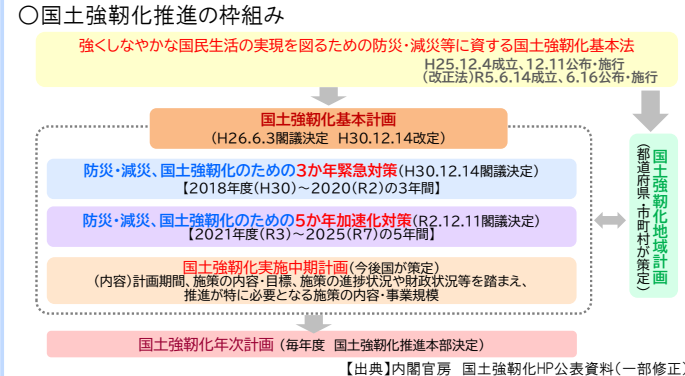 〇国土強靭化推進の枠組み
強くしなやかな国民生活の実現を図るための防災・減災等に資する国土強靭化基本法
H25.12.4成立、12.11公布・施行
(改正法)R5.6.14成立、6.16公布・施行
国土強靭化基本計画
(H26.6.3閣議決定 H30.12.14改定)
防災・減災、国土強靭化のための3か年緊急対策(H30.12.14閣議決定)
【2018年度(H30)～2020(R2)の3年間】
防災・減災、国土強靭化のための5か年加速化対策(R2.12.11閣議決定)
【2021年度(R3)～2025(R7)の5年間】
国土強靭化実施中期計画(今後国が策定)
(内容)計画期間、施策の内容・目標、施策の進捗状況や財政状況等を踏まえ、
推進が特に必要となる施策の内容・事業規模
国土強靭化地域計画
(都道府県・市町村が策定)
国土強靭化年次計画 (毎年度 国土強靭化推進本部決定)
【出典】内閣官房 国土強靭化HP公表資料(一部修正)